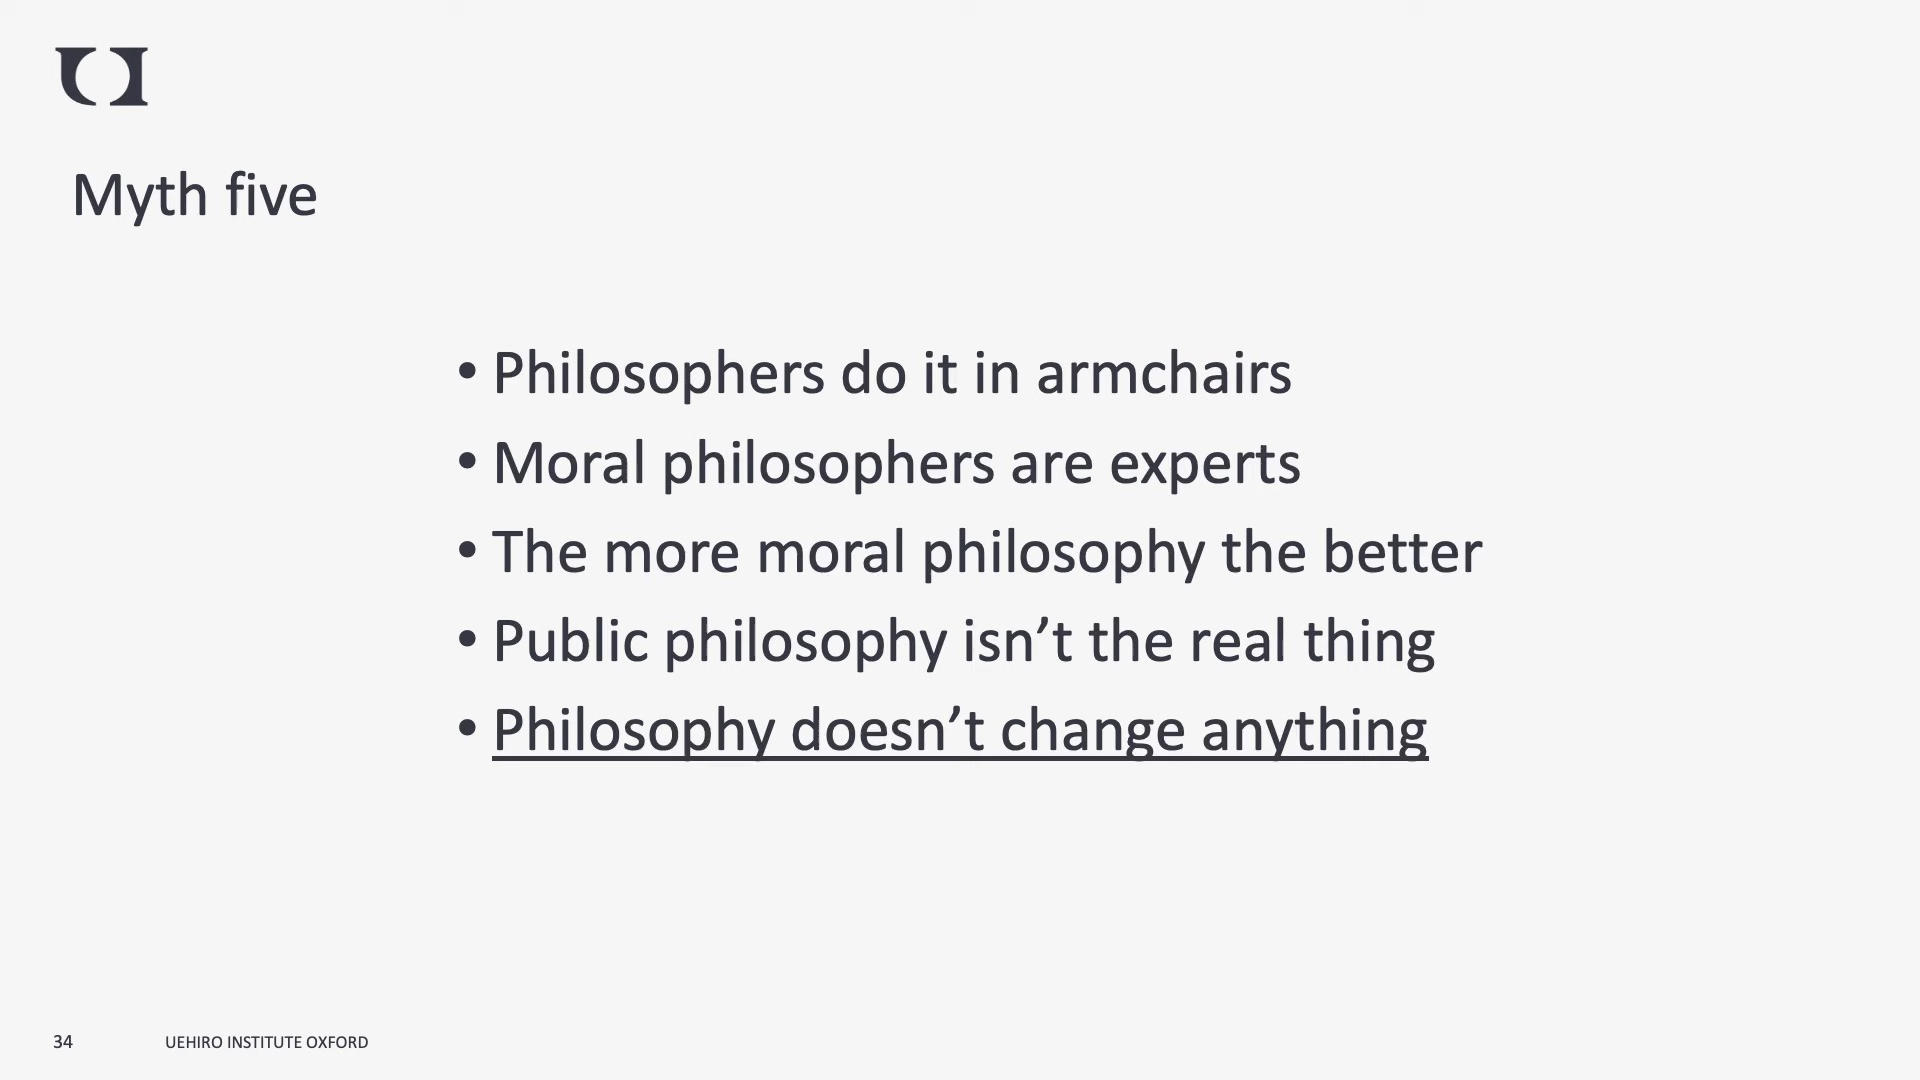 Myth five
• Philosophers do it in armchairs
• Moral philosophers are experts
• The more moral philosophy the better
• Public philosophy isn’t the real thing
• Philosophy doesn’t change anything
34 UEHIRO INSTITUTE OXFORD